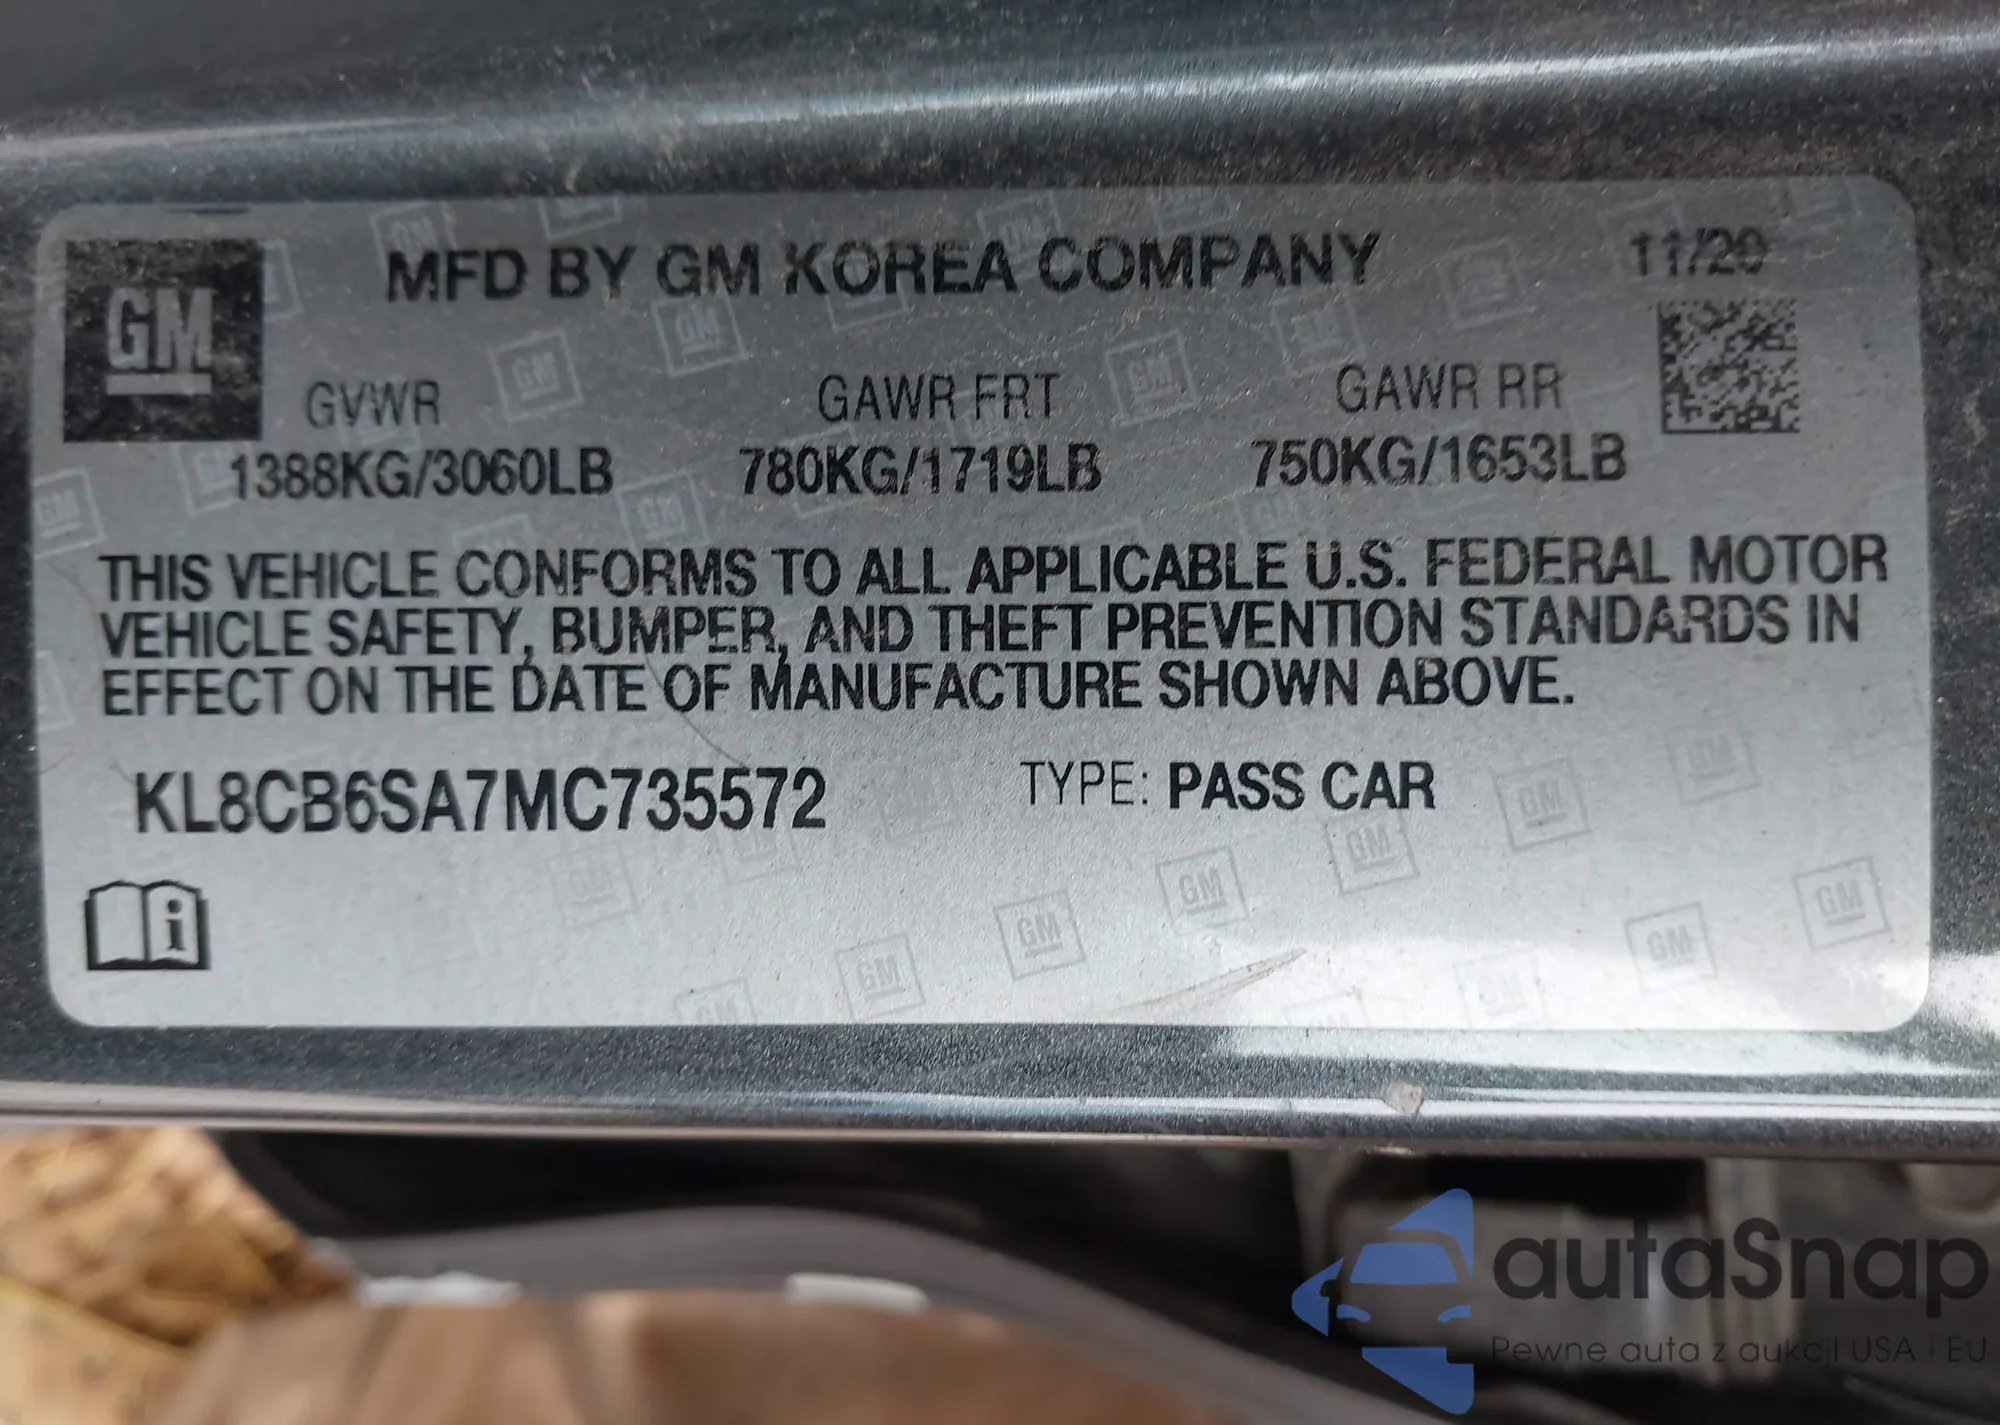 GM
MFD BY GM KOREA COMPANY
11/20
GVWR
GAWR FRT
GAWR RR
1388KG/3060LB
780KG/1719LB
750KG/1653LB
THIS VEHICLE CONFORMS TO ALL APPLICABLE U.S. FEDERAL MOTOR
VEHICLE SAFETY, BUMPER, AND THEFT PREVENTION STANDARDS IN
EFFECT ON THE DATE OF MANUFACTURE SHOWN ABOVE.
KL8CB6SA7MC735572
TYPE: PASS CAR
autaSnap
Pewne auta z aukcji USA i EU